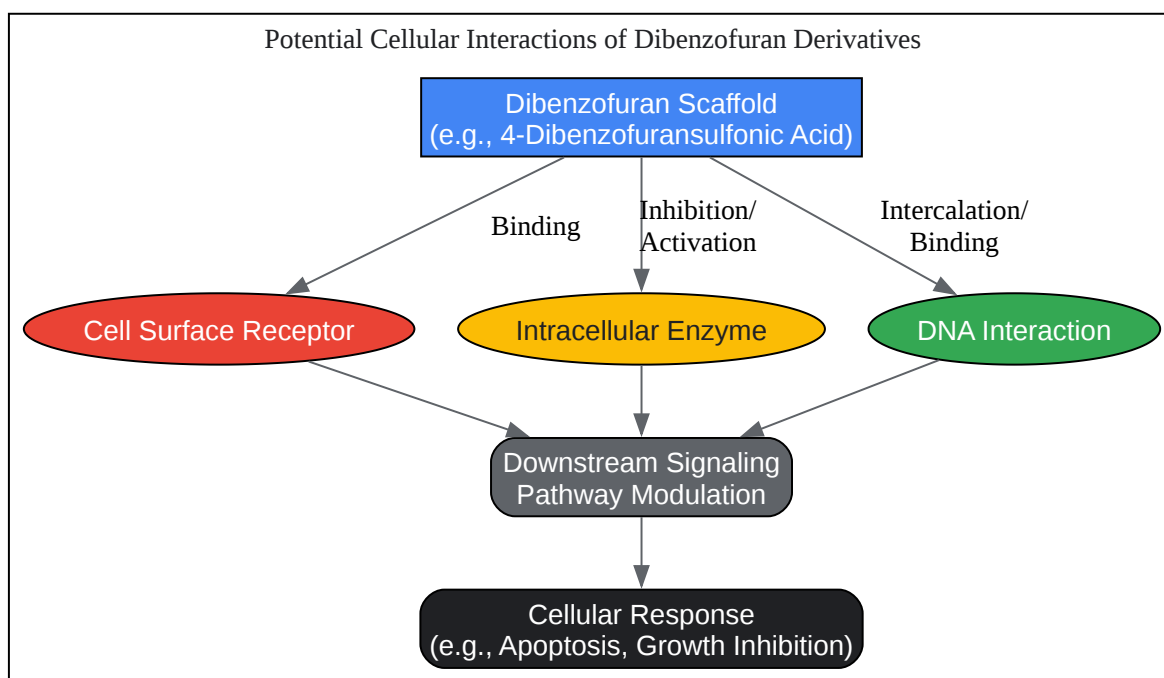 Potential Cellular Interactions of Dibenzofuran Derivatives
Dibenzofuran Scaffold
(e.g., 4-Dibenzofuransulfonic Acid)
Binding
Inhibition/
Activation
Intercalation/
Binding
Cell Surface Receptor
Intracellular Enzyme
DNA Interaction
Downstream Signaling
Pathway Modulation
Cellular Response
(e.g., Apoptosis, Growth Inhibition)